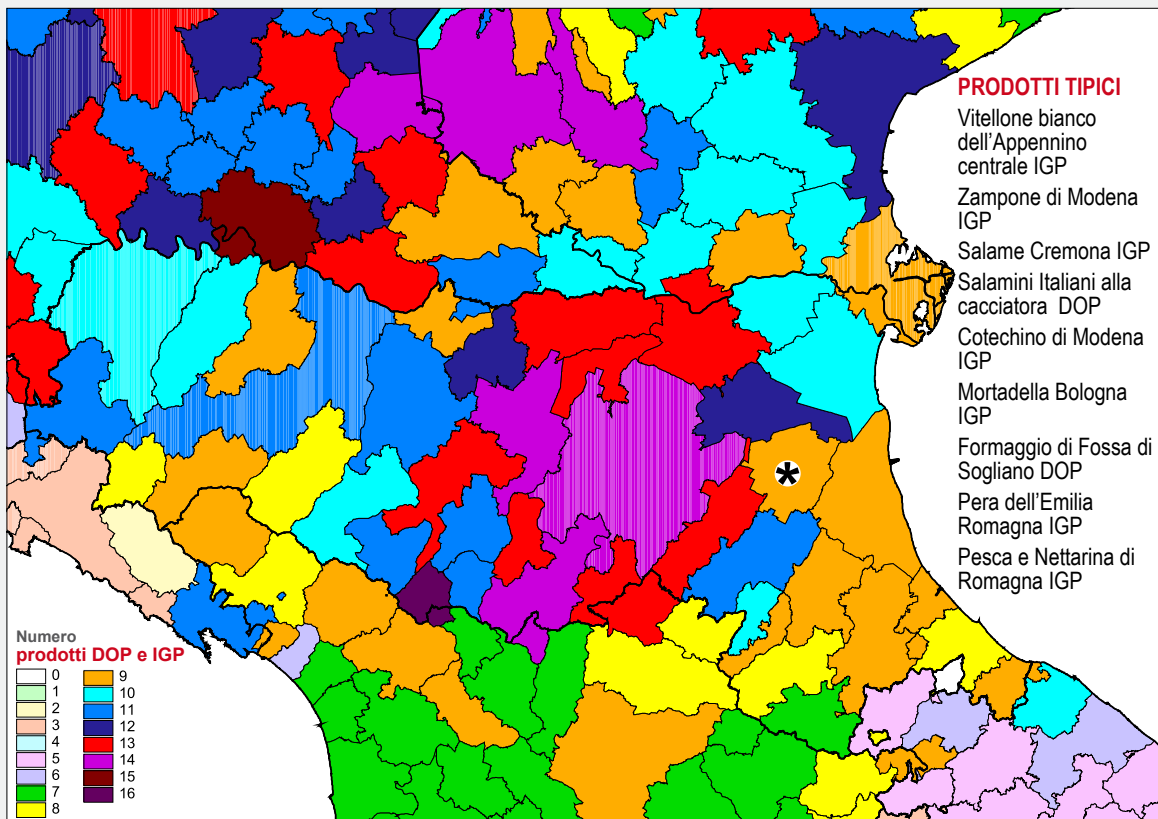 PRODOTTI TIPICI
Vitellone bianco
dell’Appennino
centrale IGP
Zampone di Modena
IGP
Salame Cremona IGP
Salamini Italiani alla
cacciatora DOP
Cotechino di Modena
IGP
Mortadella Bologna
IGP
Formaggio di Fossa di
Sogliano DOP
Pera dell’Emilia
Romagna IGP
Pesca e Nettarina di
Romagna IGP
*
Numero
prodotti DOP e IGP
0
1
2
3
4
5
6
7
8
9
10
11
12
13
14
15
16